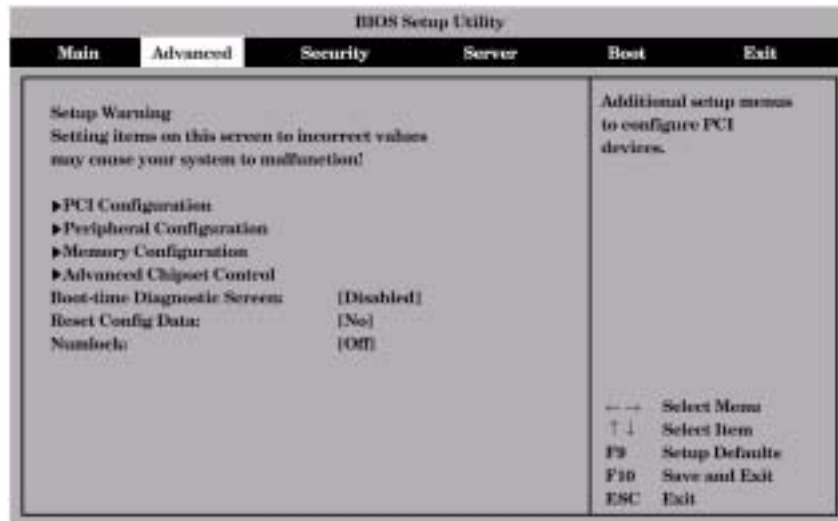 BIOS Setup Utility
Main Advanced Security Server Boot Exit
Setup Warning
Setting items on this screen to incorrect values
may cause your system to malfunction!
▶PCI Configuration
▶Peripheral Configuration
▶Memory Configuration
▶Advanced Chipset Control
Boot-time Diagnostic Screen: [Disabled]
Reset Config Data: [No]
Numlock: [Off]
Additional setup menus
to configure PCI
devices.
←→ Select Menu
↑↓ Select Item
F9 Setup Defaults
F10 Save and Exit
ESC Exit